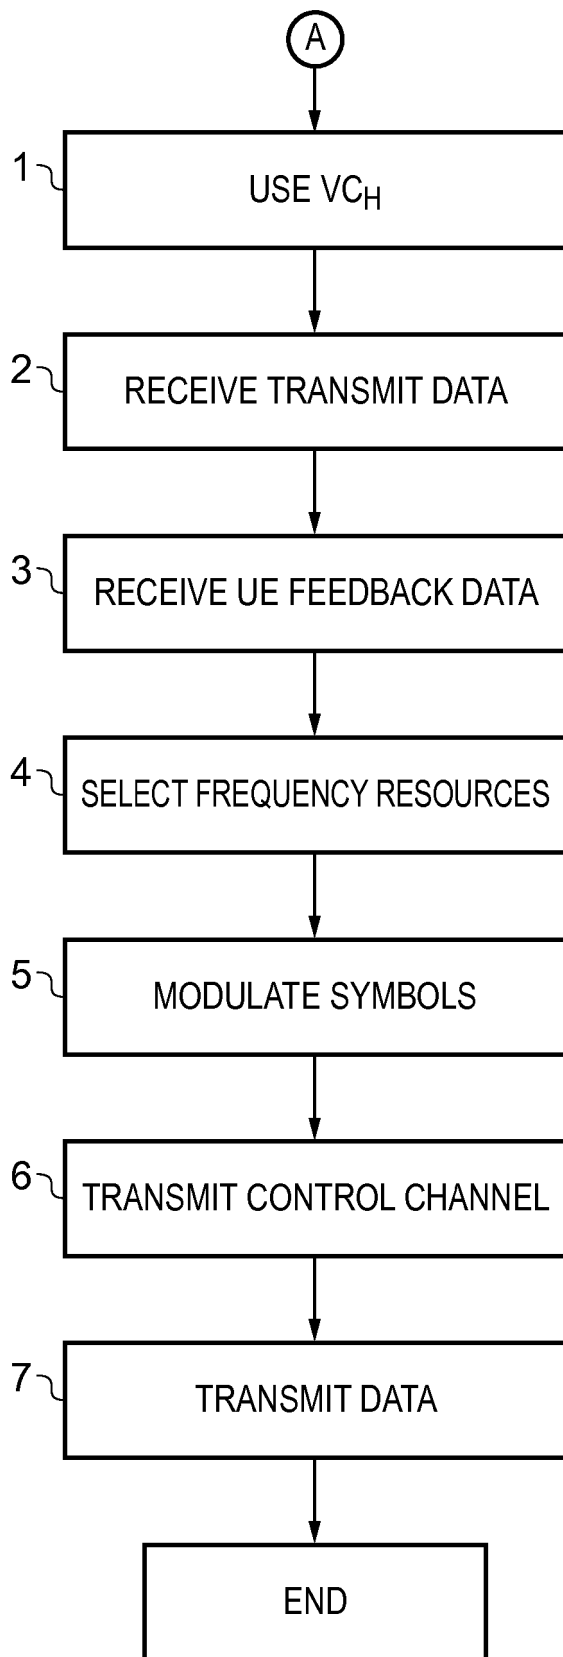 A
1
USE VCH
2
RECEIVE TRANSMIT DATA
3
RECEIVE UE FEEDBACK DATA
4
SELECT FREQUENCY RESOURCES
5
MODULATE SYMBOLS
6
TRANSMIT CONTROL CHANNEL
7
TRANSMIT DATA
END